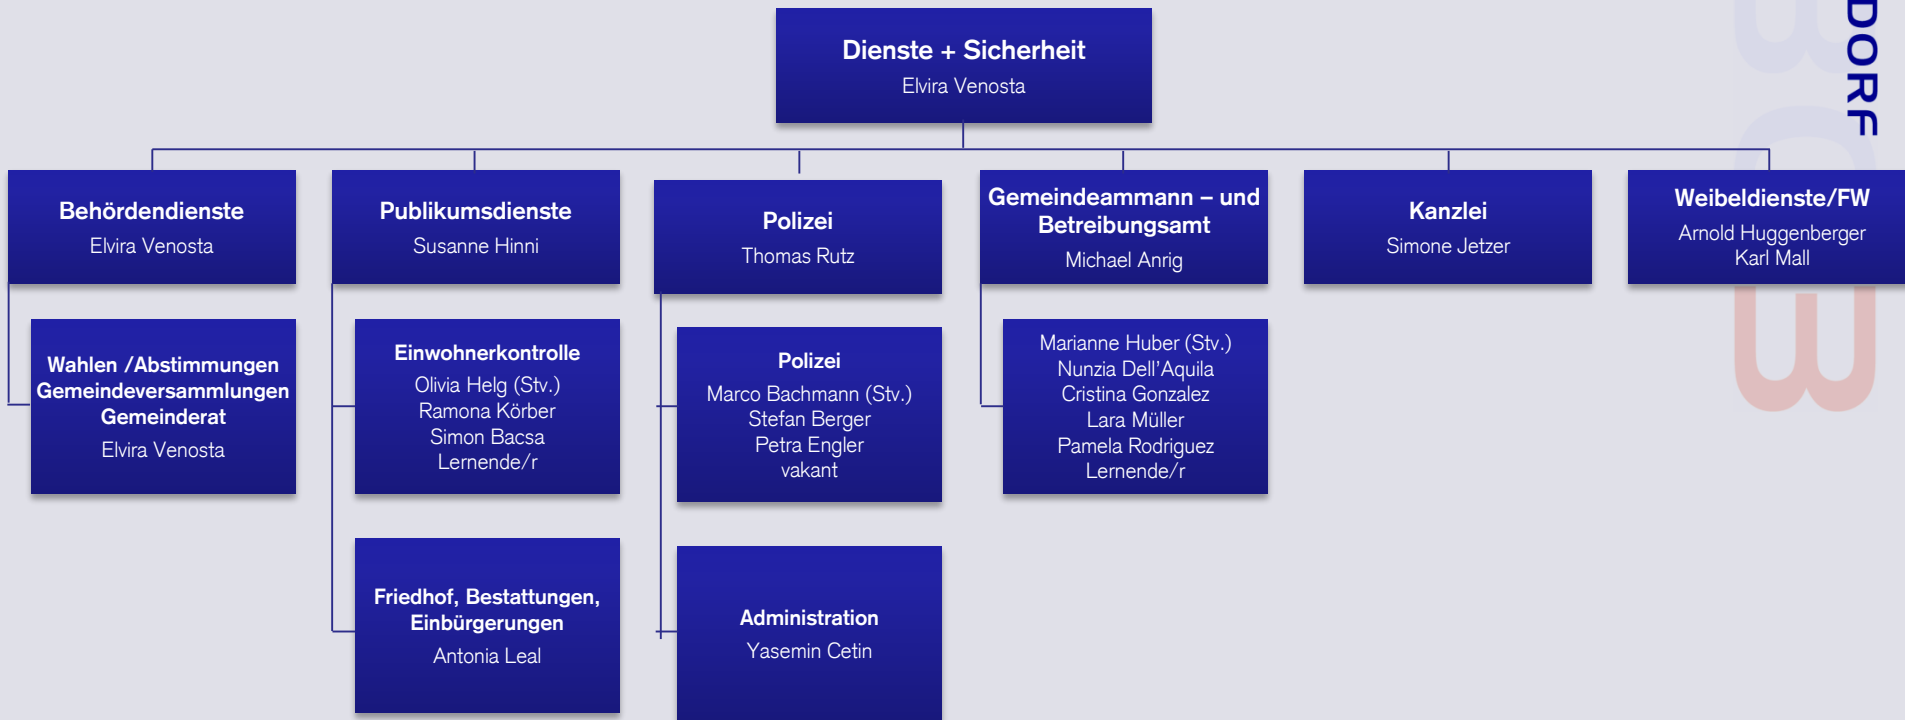 Dienste + Sicherheit
Elvira Venosta
DORF
Behördendienste
Elvira Venosta
Publikumsdienste
Susanne Hinni
Polizei
Thomas Rutz
Gemeindeammann – und
Betreibungsamt
Michael Anrig
Kanzlei
Simone Jetzer
Weibeldienste/FW
Arnold Huggenberger
Karl Mall
Wahlen /Abstimmungen
Gemeindeversammlungen
Gemeinderat
Elvira Venosta
Einwohnerkontrolle
Olivia Helg (Stv.)
Ramona Körber
Simon Bacsa
Lernende/r
Polizei
Marco Bachmann (Stv.)
Stefan Berger
Petra Engler
vakant
Marianne Huber (Stv.)
Nunzia Dell’Aquila
Cristina Gonzalez
Lara Müller
Pamela Rodriguez
Lernende/r
Friedhof, Bestattungen,
Einbürgerungen
Antonia Leal
Administration
Yasemin Cetin